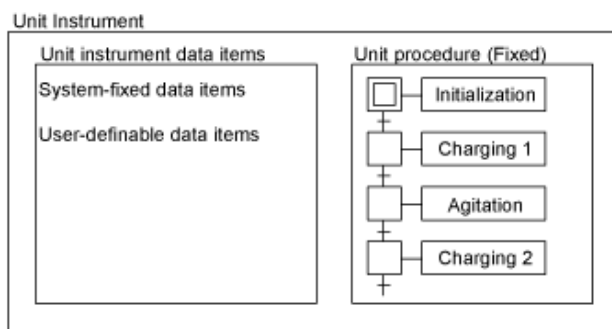 Unit Instrument
Unit instrument data items
System-fixed data items
User-definable data items
Unit procedure (Fixed)
Initialization
Charging 1
Agitation
Charging 2